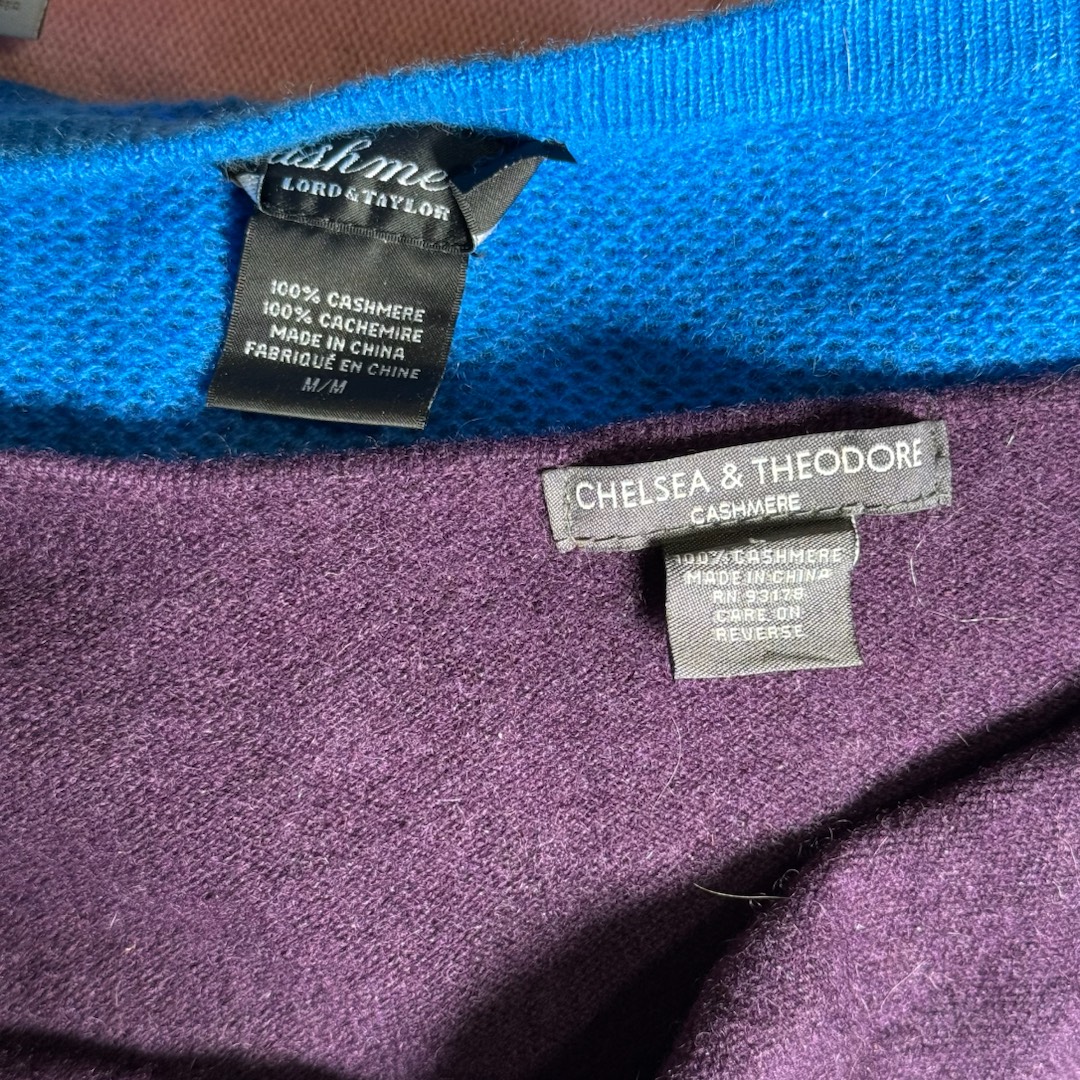 LORD & TAYLOR
100% CASHMERE
100% CACHEMIRE
MADE IN CHINA
FABRIQUÉ EN CHINE
M/M
CHELSEA & THEODORE
CASHMERE
100% CASHMERE
MADE IN CHINA
RN 93178
CARE ON
REVERSE